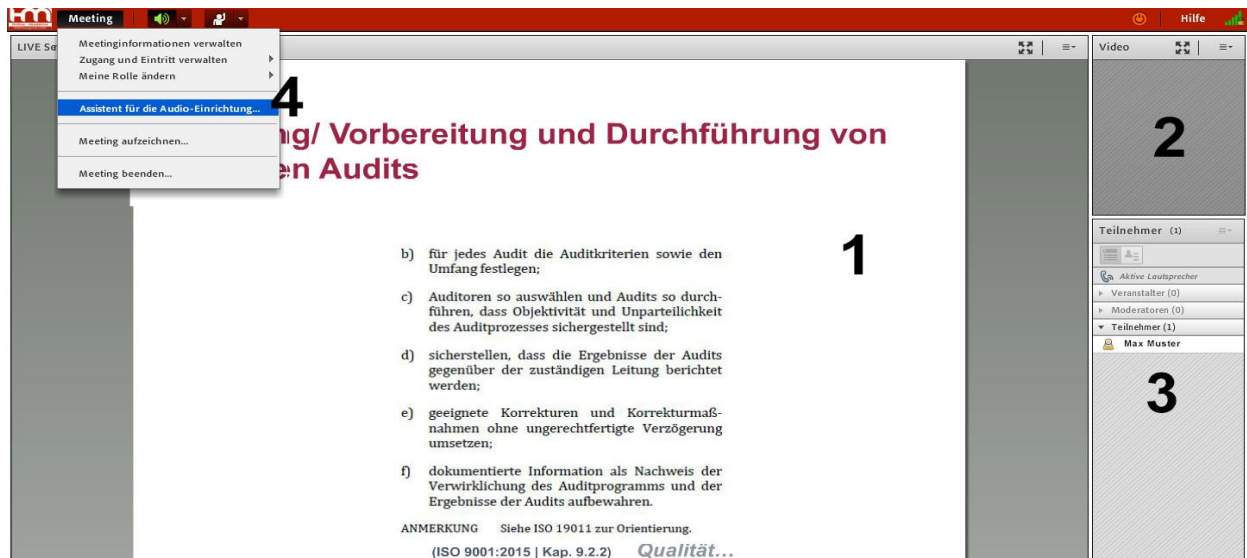 Meeting
Hilfe
LIVE
Meetinginformationen verwalten
Zugang und Eintritt verwalten
Meine Rolle ändern
Assistent für die Audio-Einrichtung...
Meeting aufzeichnen...
Meeting beenden...
4
ng/ Vorbereitung und Durchführung von
en Audits
1
b) für jedes Audit die Auditkriterien sowie den
Umfang festlegen;
c) Auditoren so auswählen und Audits so durch-
führen, dass Objektivität und Unparteilichkeit
des Auditprozesses sichergestellt sind;
d) sicherstellen, dass die Ergebnisse der Audits
gegenüber der zuständigen Leitung berichtet
werden;
e) geeignete Korrekturen und Korrekturmaß-
nahmen ohne ungerechtfertigte Verzögerung
umsetzen;
f) dokumentierte Information als Nachweis der
Verwirklichung des Auditprogramms und der
Ergebnisse der Audits aufbewahren.
ANMERKUNG Siehe ISO 19011 zur Orientierung.
(ISO 9001:2015 | Kap. 9.2.2) Qualität...
Video
2
Teilnehmer (1)
Aktive Lautsprecher
Veranstalter (0)
Moderatoren (0)
Teilnehmer (1)
Max Muster
3